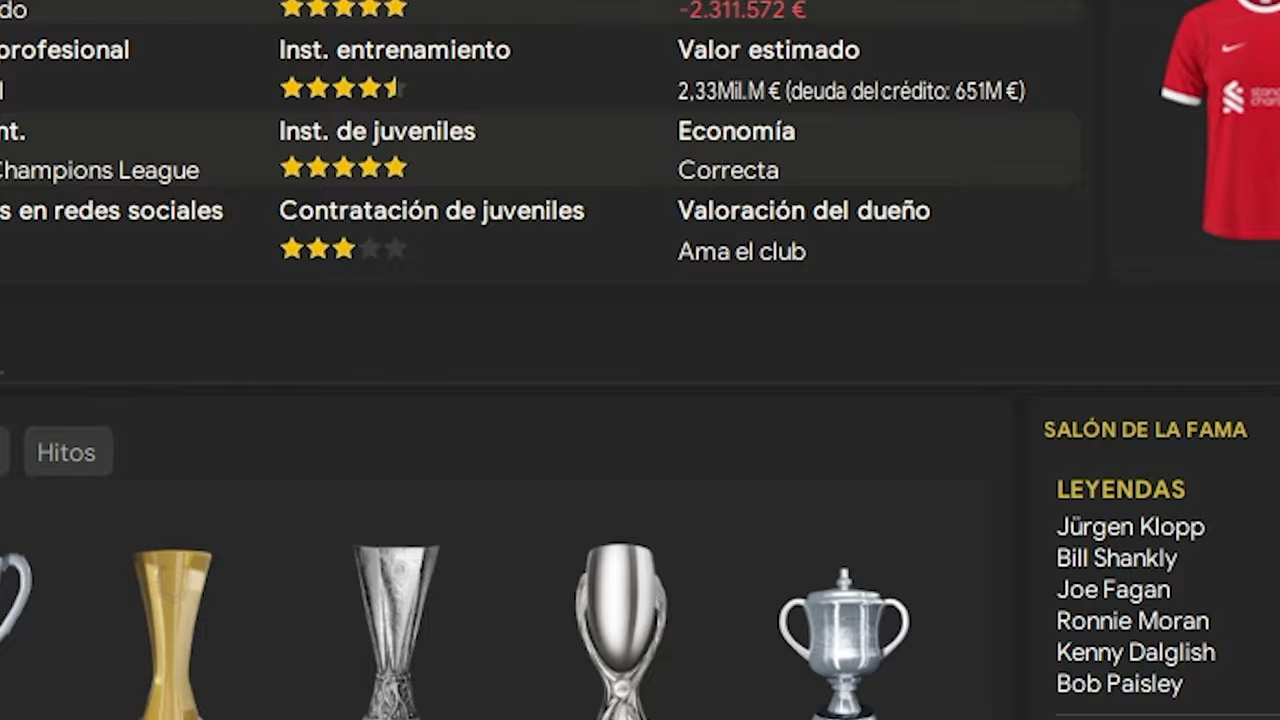 do
-2.311.572 €
profesional
Inst. entrenamiento
Valor estimado
2,33Mil.M € (deuda del crédito: 651M €)
nt.
Inst. de juveniles
Economía
Champions League
Correcta
s en redes sociales
Contratación de juveniles
Valoración del dueño
Ama el club
Hitos
SALÓN DE LA FAMA
LEYENDAS
Jürgen Klopp
Bill Shankly
Joe Fagan
Ronnie Moran
Kenny Dalglish
Bob Paisley